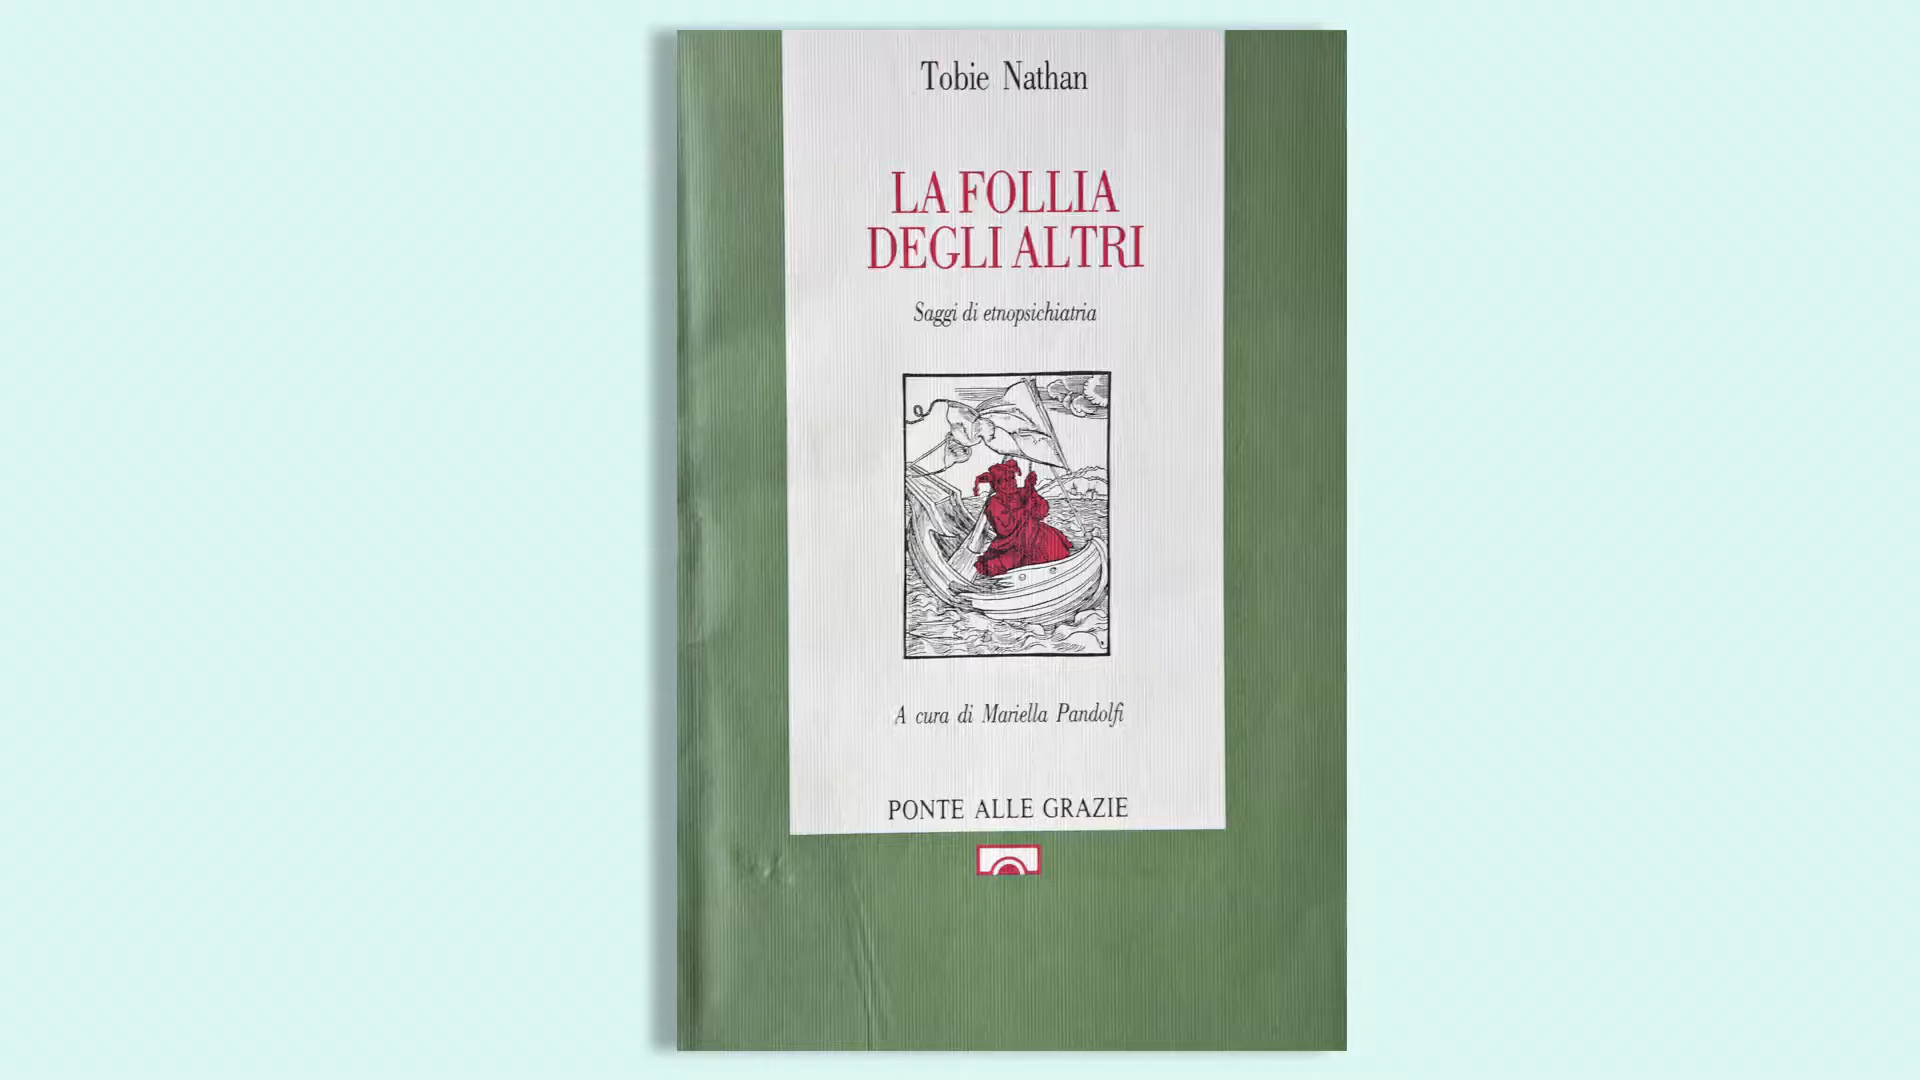 Tobie Nathan
LA FOLLIA
DEGLI ALTRI
Saggi di etnopsichiatria
A cura di Mariella Pandolfi
PONTE ALLE GRAZIE